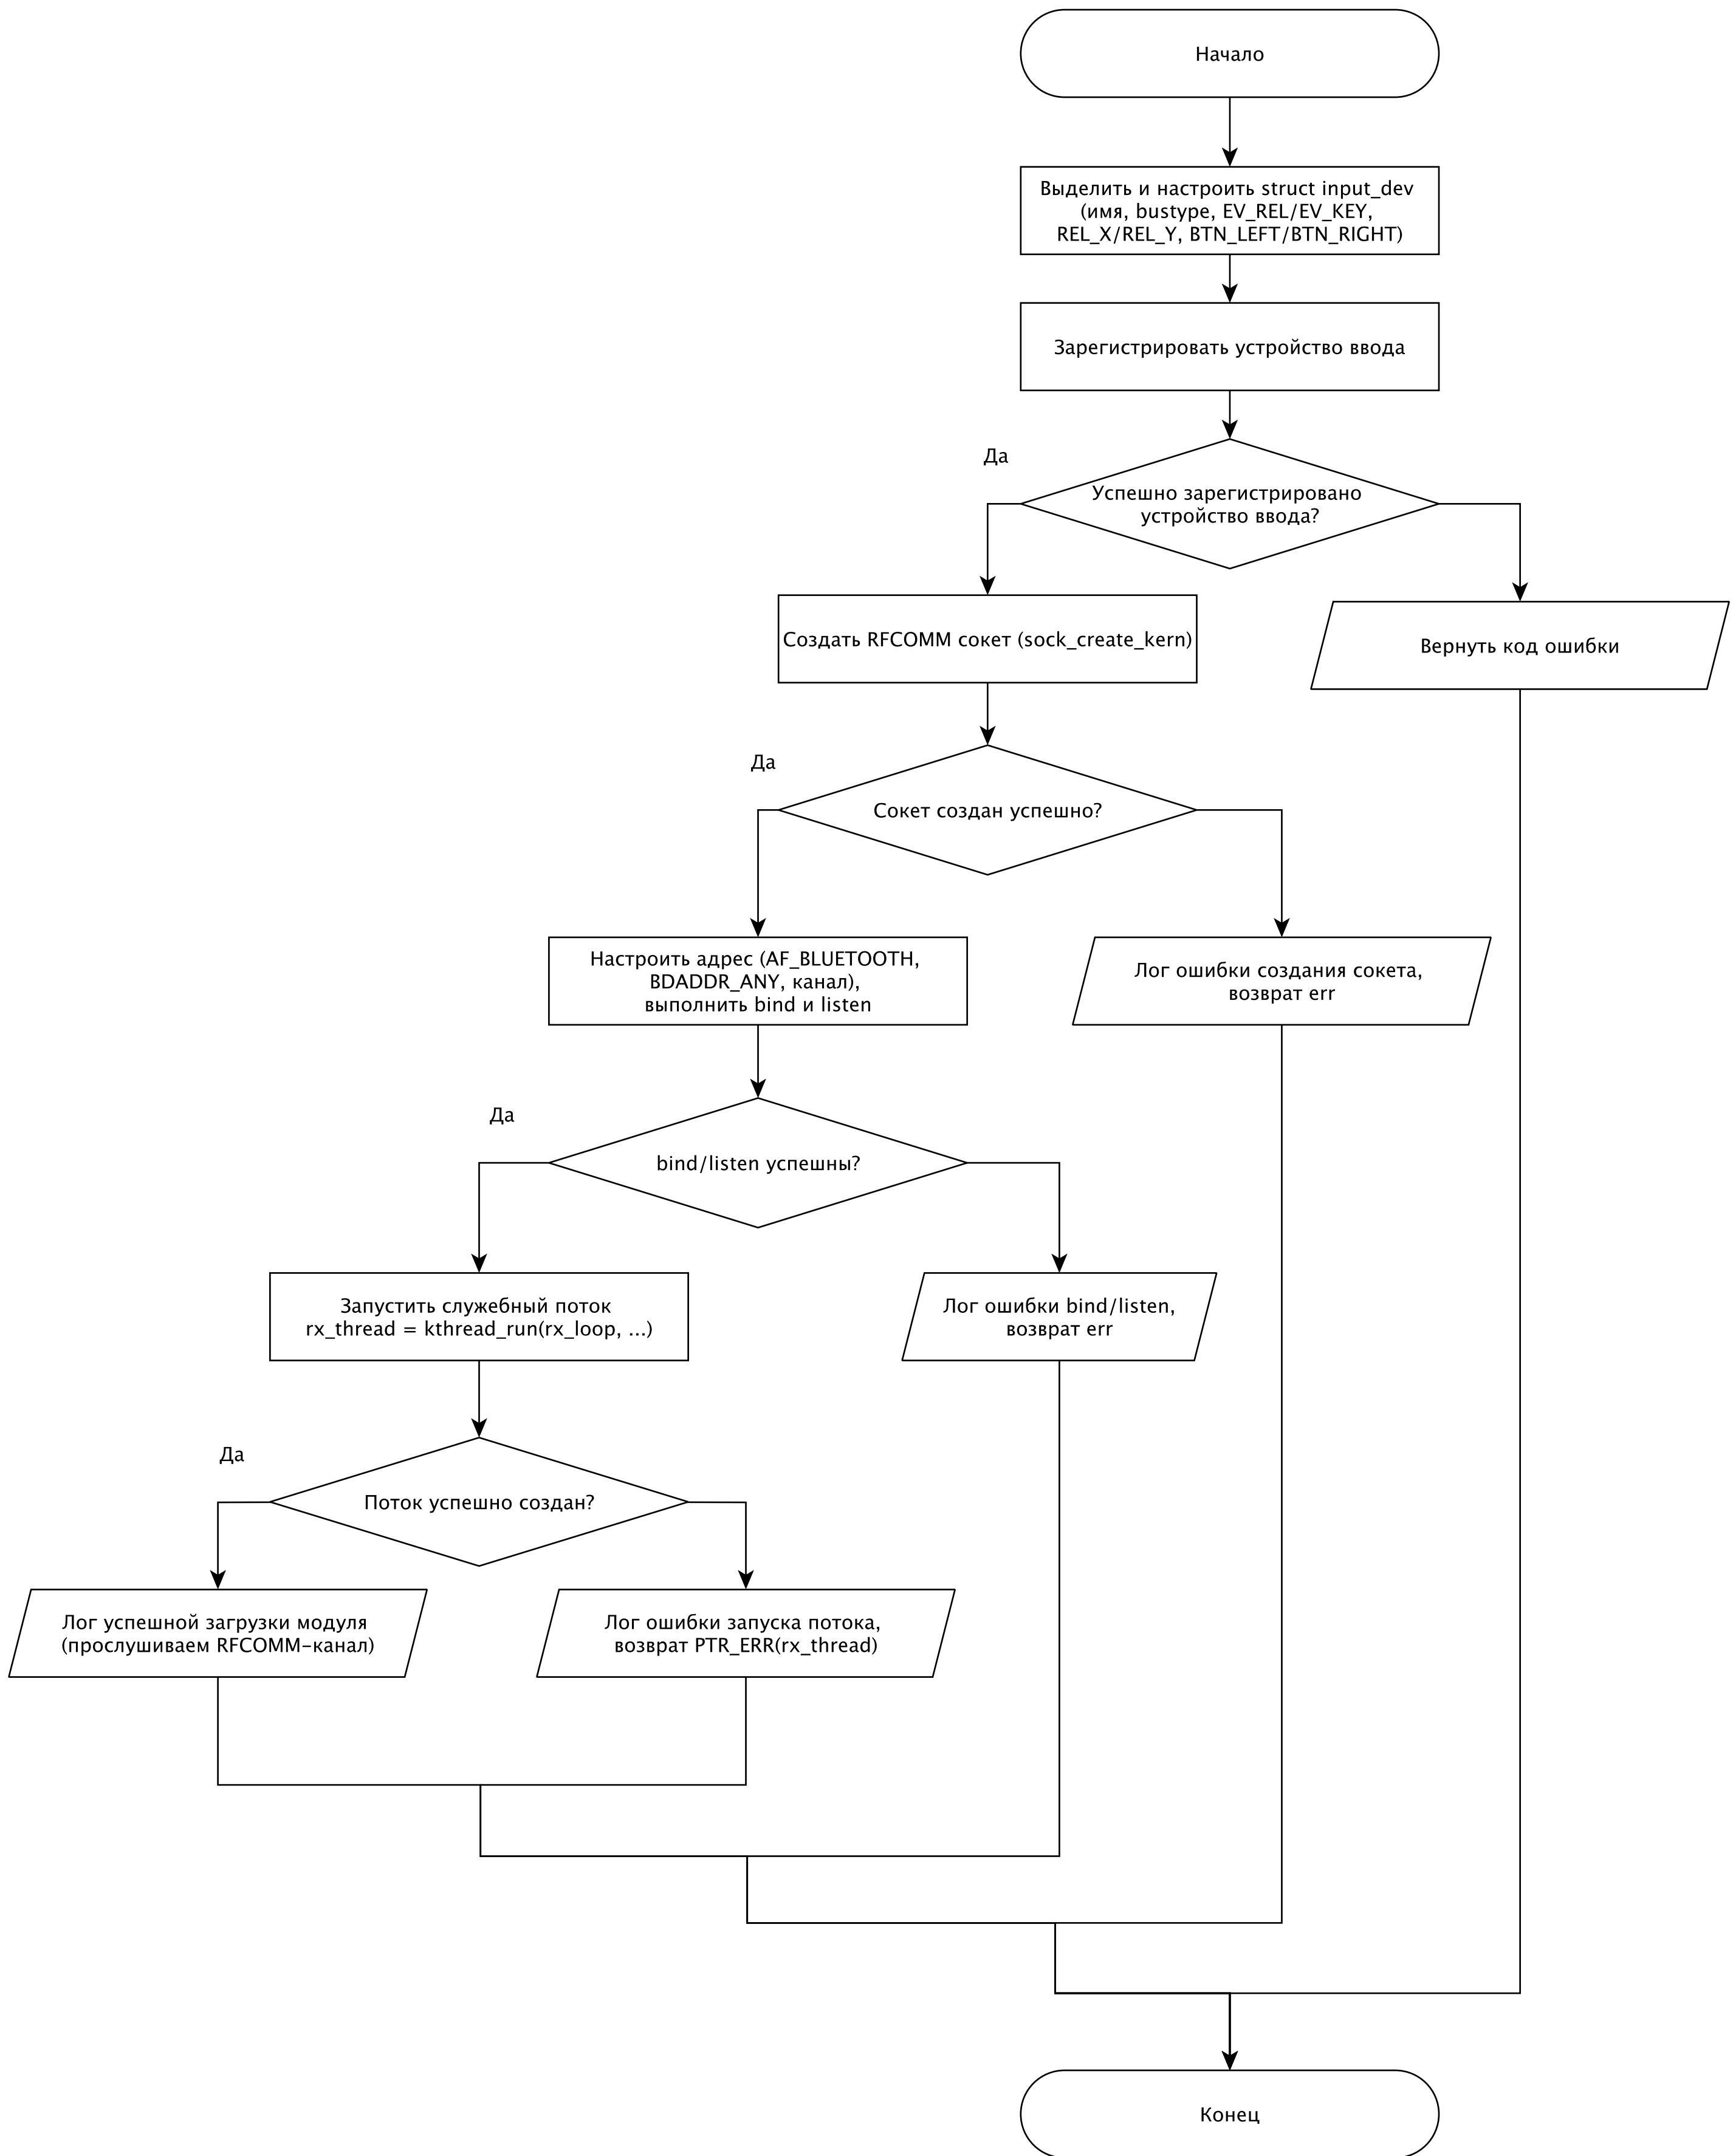 Начало
Выделить и настроить struct input_dev
(имя, bustype, EV_REL/EV_KEY,
REL_X/REL_Y, BTN_LEFT/BTN_RIGHT)
Зарегистрировать устройство ввода
Да
Успешно зарегистрировано
устройство ввода?
Создать RFCOMM сокет (sock_create_kern)
Вернуть код ошибки
Да
Сокет создан успешно?
Настроить адрес (AF_BLUETOOTH,
BDADDR_ANY, канал),
выполнить bind и listen
Лог ошибки создания сокета,
возврат err
Да
bind/listen успешны?
Запустить служебный поток
rx_thread = kthread_run(rx_loop, ...)
Лог ошибки bind/listen,
возврат err
Да
Поток успешно создан?
Лог успешной загрузки модуля
(прослушиваем RFCOMM-канал)
Лог ошибки запуска потока,
возврат PTR_ERR(rx_thread)
Конец